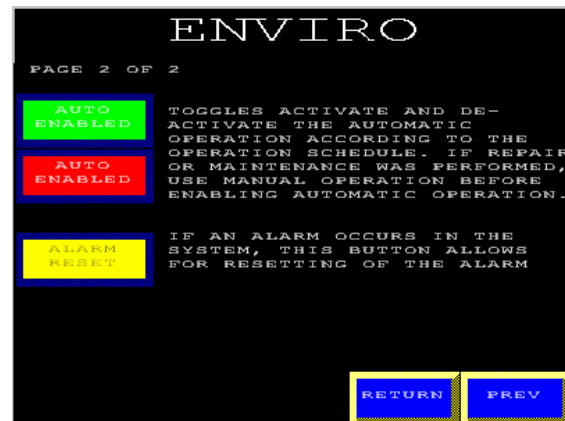 ENVIRO
PAGE 2 OF 2
AUTO
ENABLED
TOGGLES ACTIVATE AND DE-
ACTIVATE THE AUTOMATIC
OPERATION ACCORDING TO THE
OPERATION SCHEDULE. IF REPAIR
OR MAINTENANCE WAS PERFORMED,
USE MANUAL OPERATION BEFORE
ENABLING AUTOMATIC OPERATION.
AUTO
ENABLED
ALARM
RESET
IF AN ALARM OCCURS IN THE
SYSTEM, THIS BUTTON ALLOWS
FOR RESETTING OF THE ALARM
RETURN
PREV